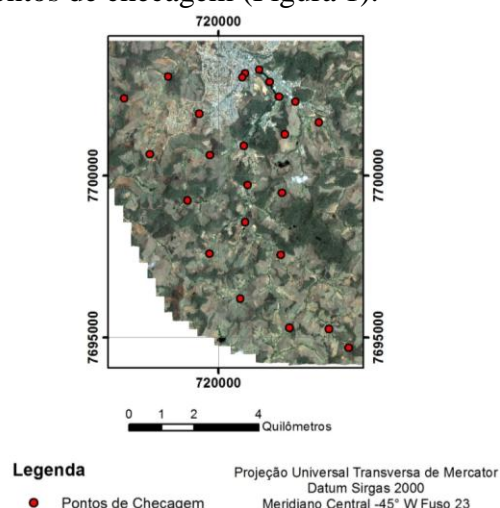 ntos de checagem (Figura 1).
720000
7700000
7700000
7695000
7695000
720000
0 1 2 4
Quilômetros
Legenda
Pontos de Checagem
Projeção Universal Transversa de Mercator
Datum Sirgas 2000
Meridiano Central -45° W Fuso 23